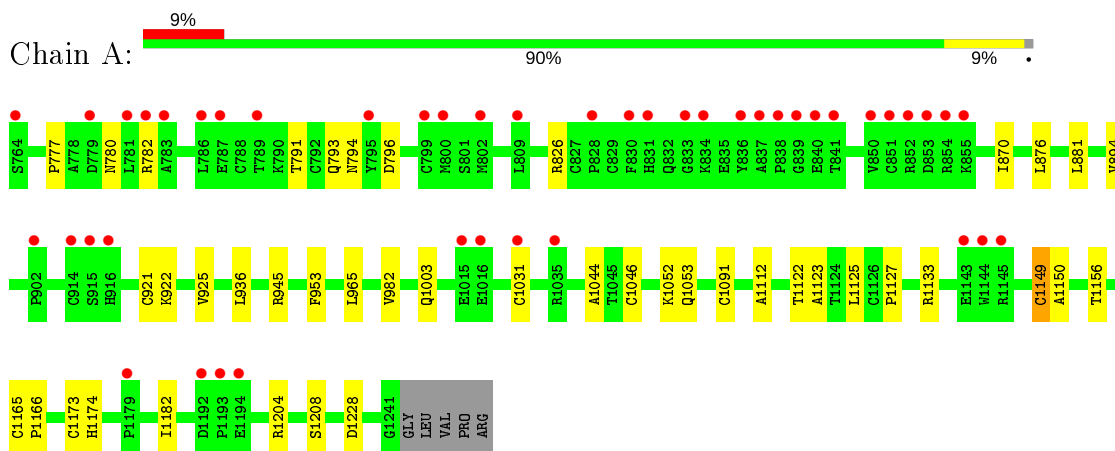 9%
Chain A:
90% 9% •
S764 P777 A778 D779 N780 L781 R782 A783 L786 E787 C788 T789 K790 T791 C792 Q793 N794 Y795 D796 C799 M800 S801 M802 L809 R826 C827 P828 C829 F830 H831 Q832 G833 K834 E835 Y836 A837 P838 G839 E840 T841 V850 C851 R852 D853 R854 K855 I870 L876 L881
P902 C914 S915 H916 C921 K922 V925 L936 R945 F953 L965 V982 Q1003 E1015 E1016 C1031 R1035 A1044 T1045 C1046 K1052 Q1053 C1091 A1112 T1122 A1123 T1124 L1125 C1126 P1127 R1133 E1143 W1144 R1145 C1149 A1150 T1156
C1165 P1166 C1173 H1174 P1179 I1182 D1192 P1193 E1194 R1204 S1208 D1228 G1241 GLY LEU VAL PRO ARG